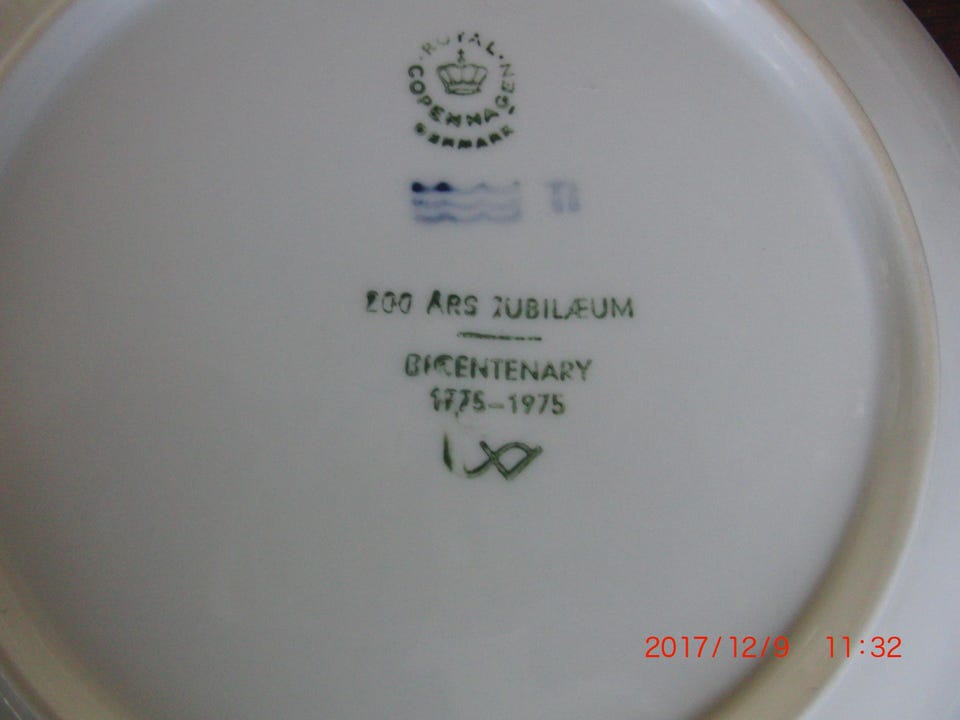 ROYAL
COPENHAGEN
DENMARK
200 ÅRS JUBILÆUM
BICENTENARY
1775-1975
2017/12/9 11:32